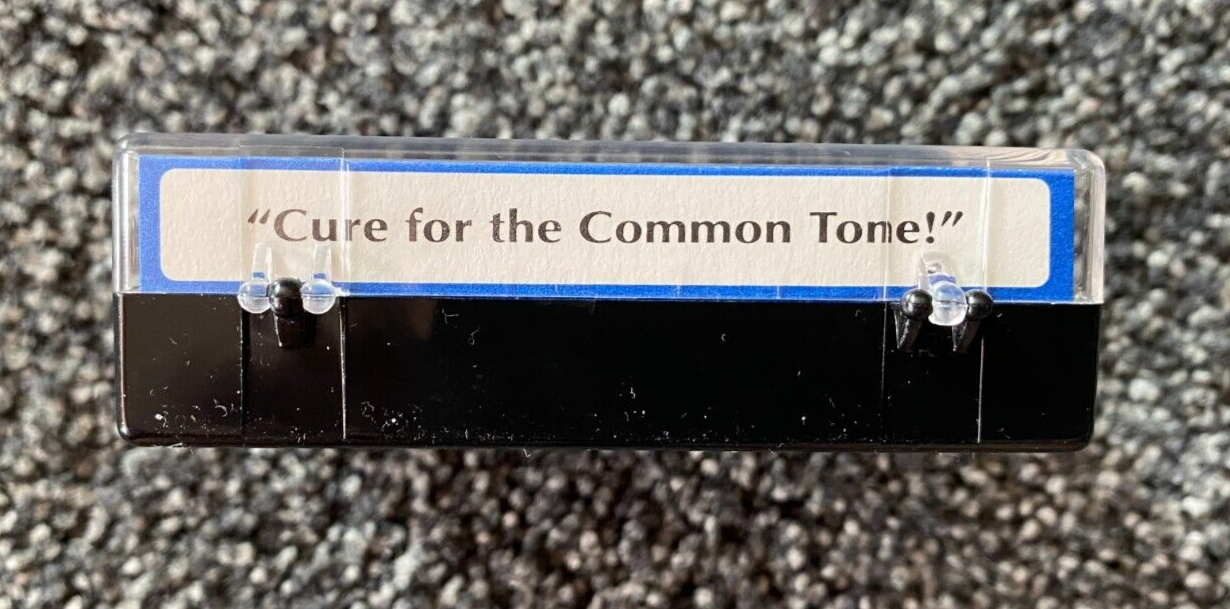 “Cure for the Common Tone!”